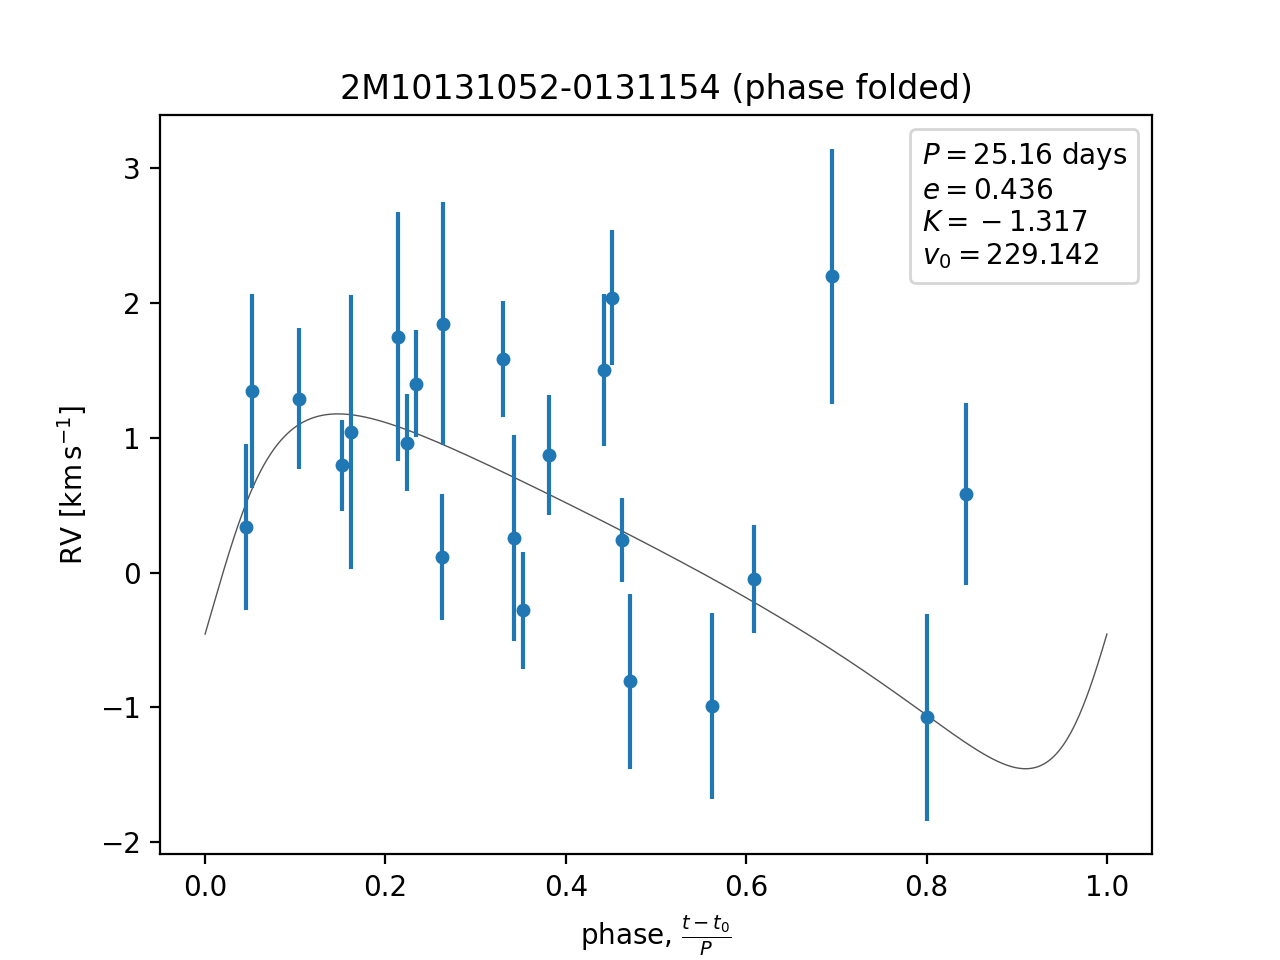 2M10131052-0131154 (phase folded)
P = 25.16 days
e = 0.436
K = −1.317
v₀ = 229.142
3
2
1
0
−1
−2
RV [km s⁻¹]
0.0 0.2 0.4 0.6 0.8 1.0
phase, (t − t₀)/P